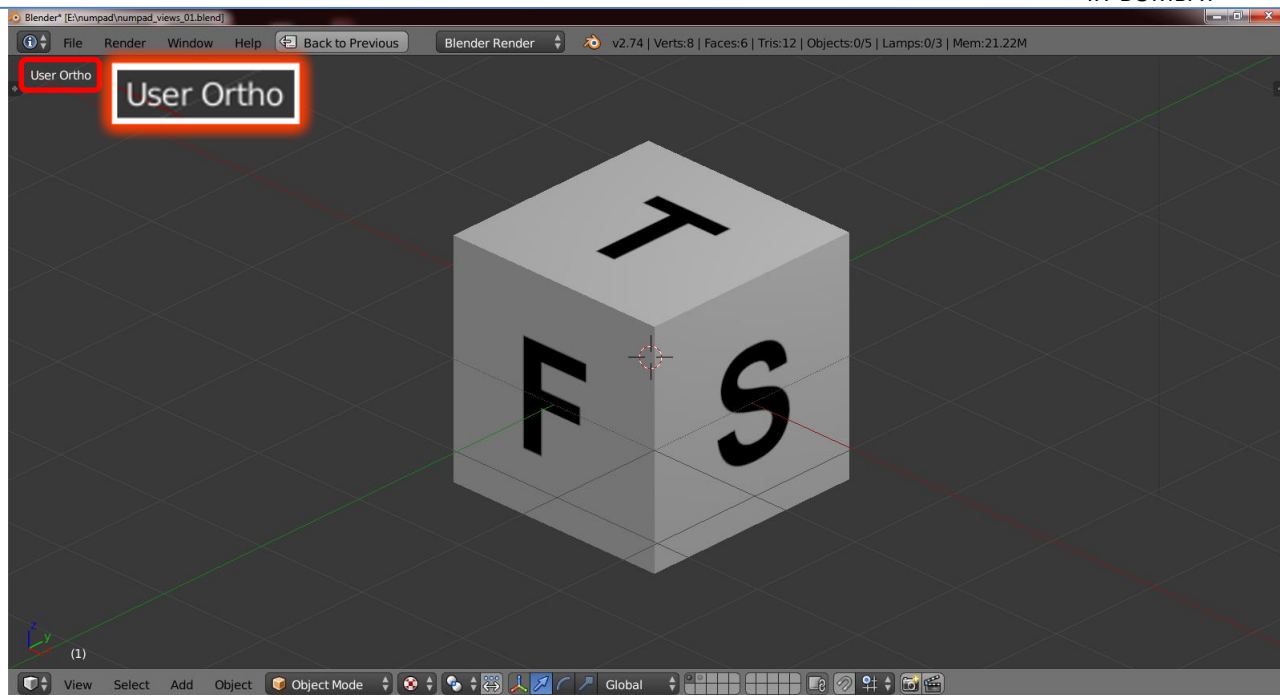 Blender* [E:\numpad\numpad_views_01.blend]
File Render Window Help Back to Previous Blender Render v2.74 | Verts:8 | Faces:6 | Tris:12 | Objects:0/5 | Lamps:0/3 | Mem:21.22M
User Ortho
User Ortho
T
F S
z
y
(1)
View Select Add Object Object Mode Global